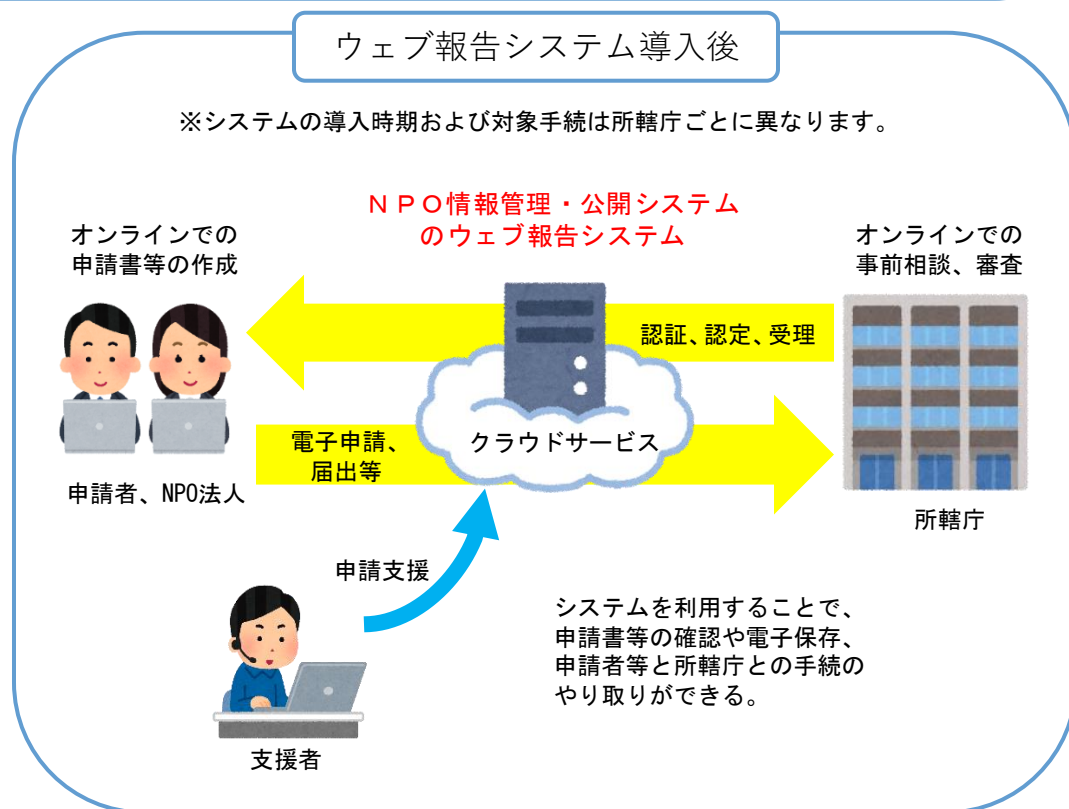 ウェブ報告システム導入後
※システムの導入時期および対象手続は所轄庁ごとに異なります。
ＮＰＯ情報管理・公開システム
のウェブ報告システム
オンラインでの
申請書等の作成
オンラインでの
事前相談、審査
認証、認定、受理
電子申請、
届出等
クラウドサービス
申請者、NPO法人
所轄庁
申請支援
システムを利用することで、
申請書等の確認や電子保存、
申請者等と所轄庁との手続の
やり取りができる。
支援者